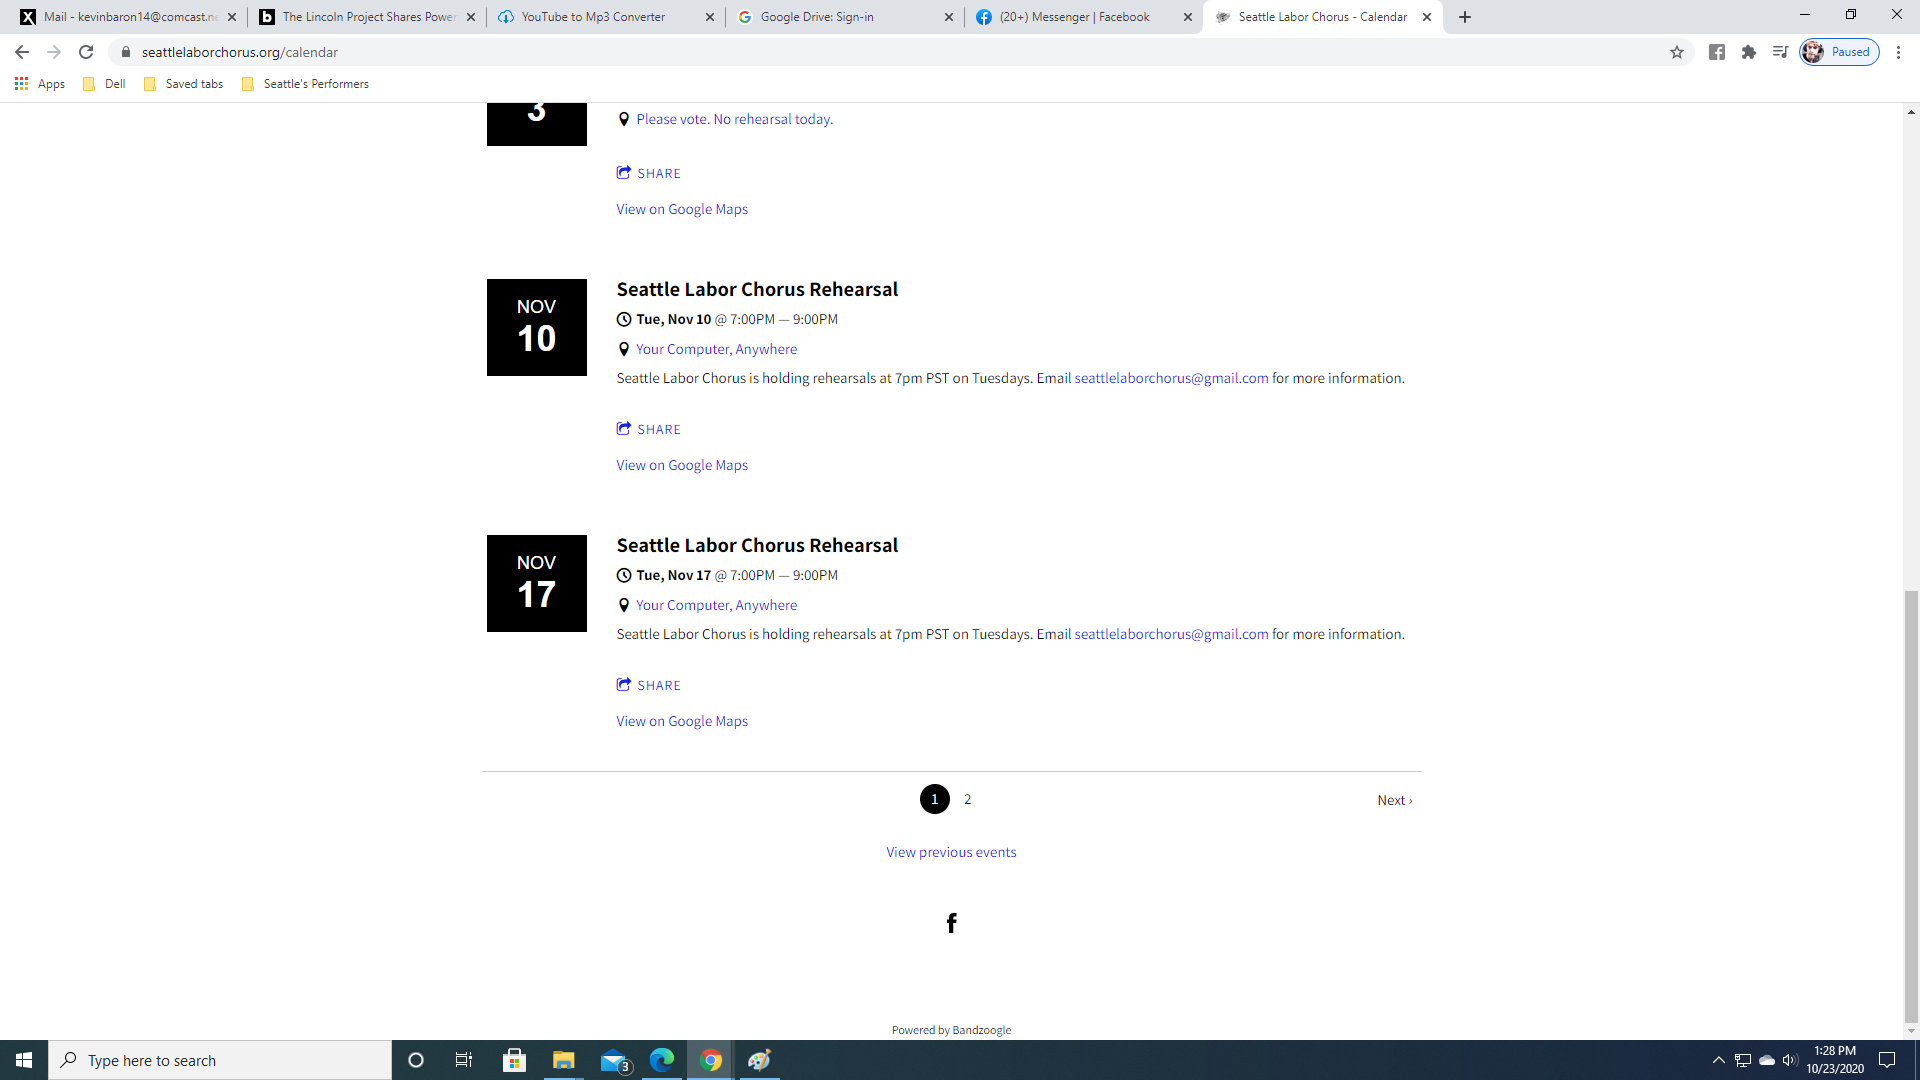 Mail - kevinbaron14@comcast.ne
The Lincoln Project Shares Power
YouTube to Mp3 Converter
Google Drive: Sign-in
(20+) Messenger | Facebook
Seattle Labor Chorus - Calendar
seattlelaborchorus.org/calendar
Paused
Apps
Dell
Saved tabs
Seattle's Performers
3
Please vote. No rehearsal today.
SHARE
View on Google Maps
NOV
10
Seattle Labor Chorus Rehearsal
Tue, Nov 10 @ 7:00PM — 9:00PM
Your Computer, Anywhere
Seattle Labor Chorus is holding rehearsals at 7pm PST on Tuesdays. Email seattlelaborchorus@gmail.com for more information.
SHARE
View on Google Maps
NOV
17
Seattle Labor Chorus Rehearsal
Tue, Nov 17 @ 7:00PM — 9:00PM
Your Computer, Anywhere
Seattle Labor Chorus is holding rehearsals at 7pm PST on Tuesdays. Email seattlelaborchorus@gmail.com for more information.
SHARE
View on Google Maps
1 2
Next ›
View previous events
Powered by Bandzoogle
Type here to search
3
1:28 PM
10/23/2020